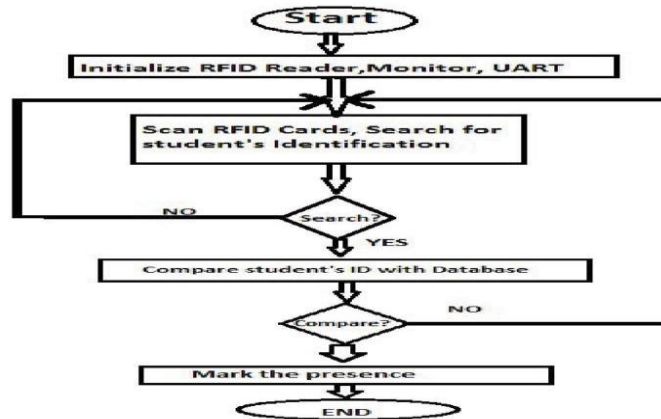 Start
Initialize RFID Reader,Monitor, UART
Scan RFID Cards, Search for
student's Identification
NO
Search?
YES
Compare student's ID with Database
NO
Compare?
Mark the presence
END